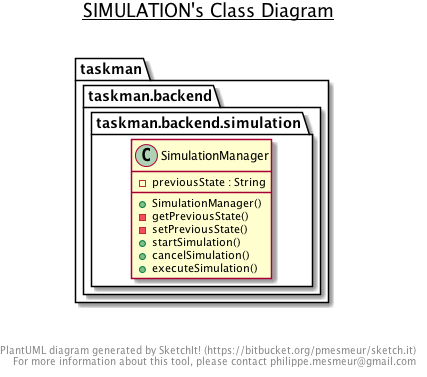 SIMULATION's Class Diagram
taskman
taskman.backend
taskman.backend.simulation
C SimulationManager
previousState : String
SimulationManager()
getPreviousState()
setPreviousState()
startSimulation()
cancelSimulation()
executeSimulation()
PlantUML diagram generated by SketchIt! (https://bitbucket.org/pmesmeur/sketch.it)
For more information about this tool, please contact philippe.mesmeur@gmail.com